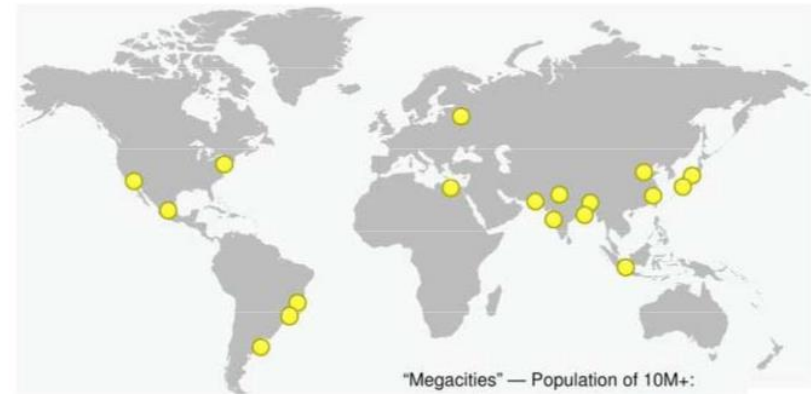 “Megacities” — Population of 10M+: